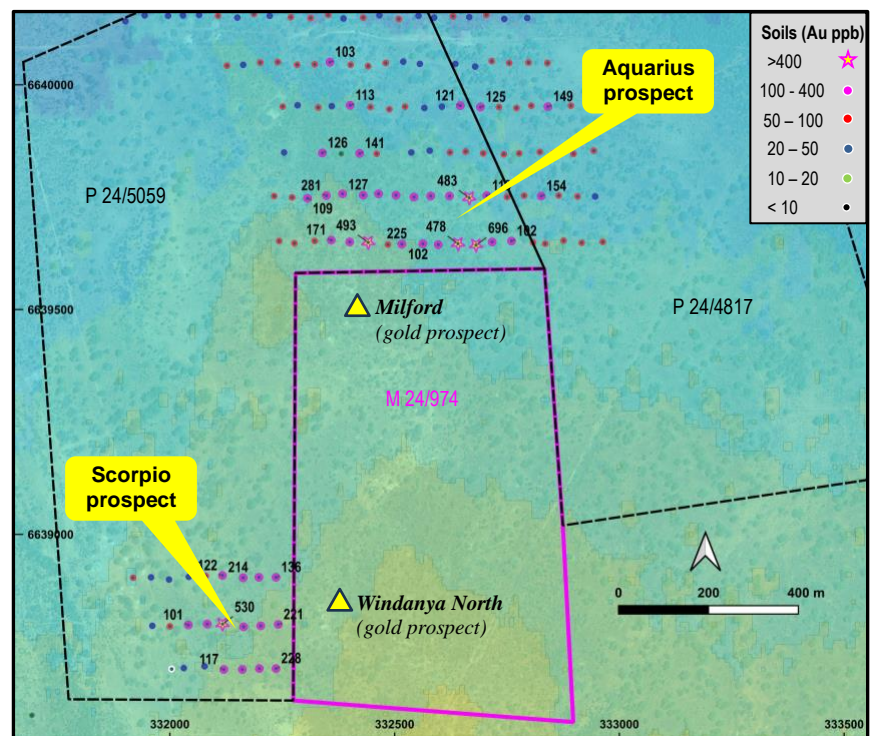 Soils (Au ppb)
>400
100 - 400
50 – 100
20 – 50
10 – 20
< 10
103
Aquarius
prospect
6640000
113
121
125
149
126
141
P 24/5059
281
127
483
154
109
171
493
225
478
696
102
102
6639500
Milford
(gold prospect)
P 24/4817
M 24/974
Scorpio
prospect
6639000
122
214
136
0
200
400 m
101
530
221
Windanya North
(gold prospect)
117
228
332000
332500
333000
333500